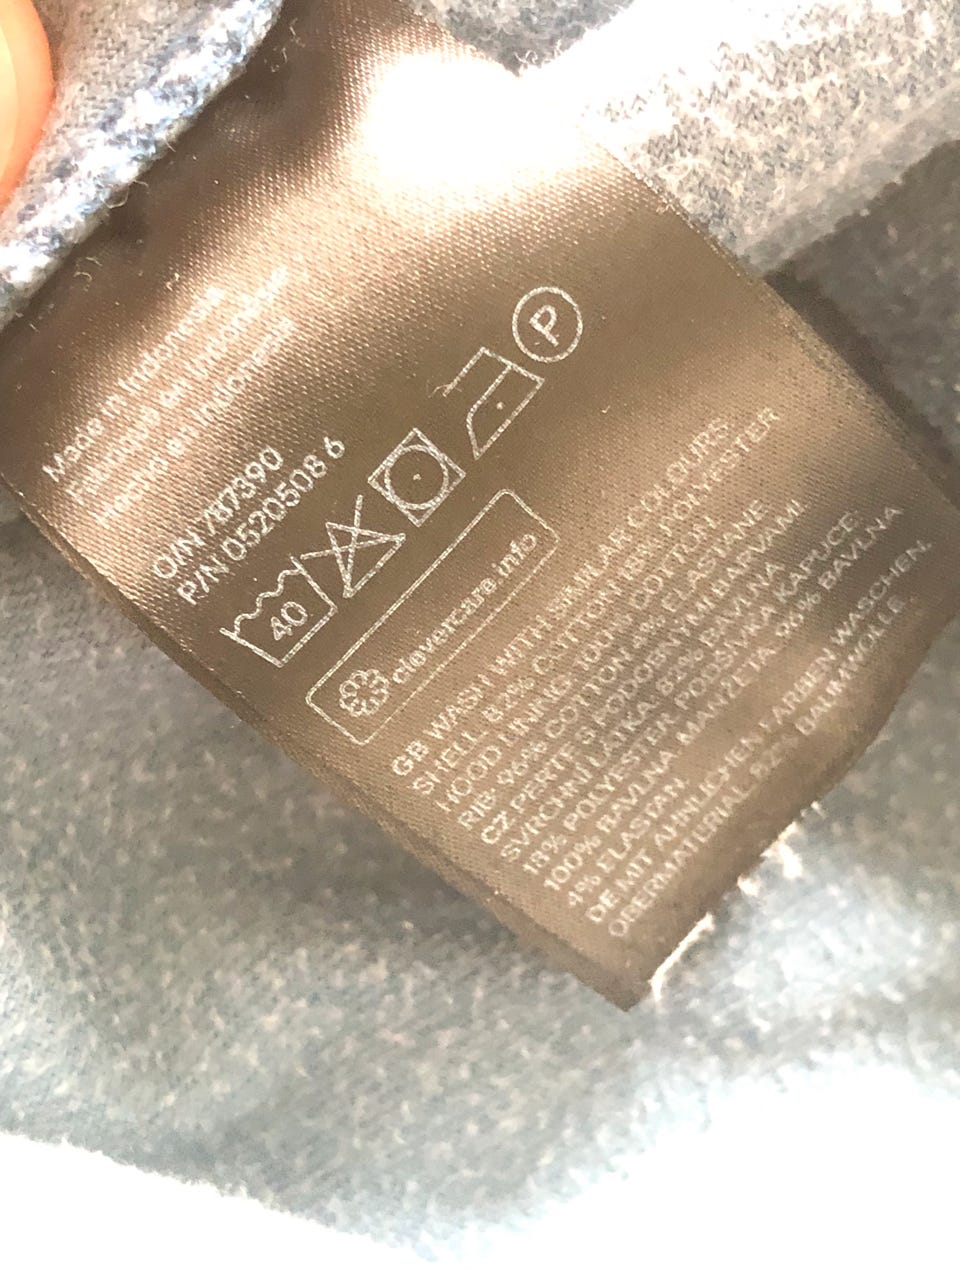 Made in Indonesia
Fabriqué en Indonésie
Hecho en Indonesia
O/N 787390
P/N 0520508 6
40
P
clevercare.info
GB WASH WITH SIMILAR COLOURS
SHELL 82% COTTON 18% POLYESTER
HOOD LINING 100% COTTON
RIB 96% COTTON 4% ELASTANE
CZ PERTE S PODOBNÝMI BARVAMI
SVRCHNÍ LÁTKA 82% BAVLNA
18% POLYESTER PODŠÍVKA KAPUCE
100% BAVLNA MANŽETA 96% BAVLNA
4% ELASTAN
DE MIT ÄHNLICHEN FARBEN WASCHEN.
OBERMATERIAL 82% BAUMWOLLE